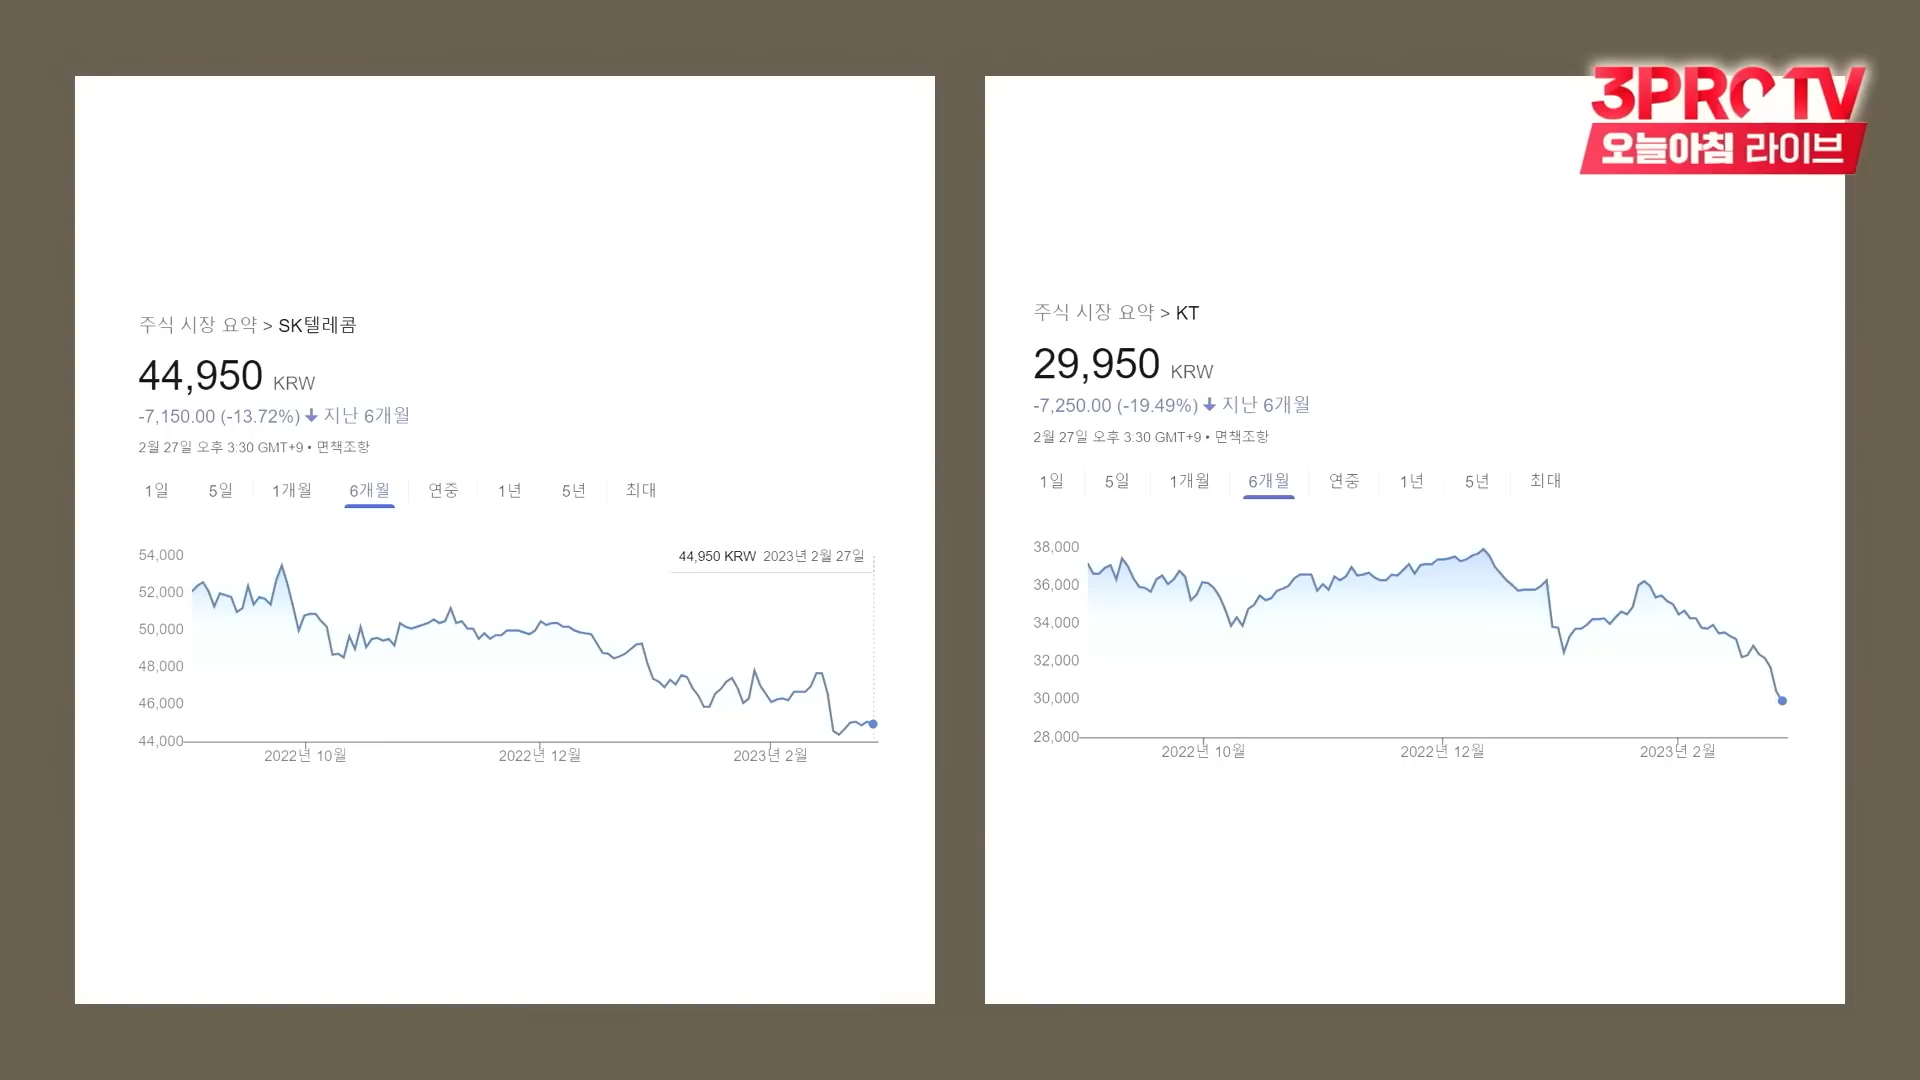 3PRO TV
오늘아침 라이브
주식 시장 요약 > SK텔레콤
44,950 KRW
-7,150.00 (-13.72%) 지난 6개월
2월 27일 오후 3:30 GMT+9 • 면책조항
1일 5일 1개월 6개월 연중 1년 5년 최대
44,950 KRW 2023년 2월 27일
54,000
52,000
50,000
48,000
46,000
44,000
2022년 10월 2022년 12월 2023년 2월
주식 시장 요약 > KT
29,950 KRW
-7,250.00 (-19.49%) 지난 6개월
2월 27일 오후 3:30 GMT+9 • 면책조항
1일 5일 1개월 6개월 연중 1년 5년 최대
38,000
36,000
34,000
32,000
30,000
28,000
2022년 10월 2022년 12월 2023년 2월